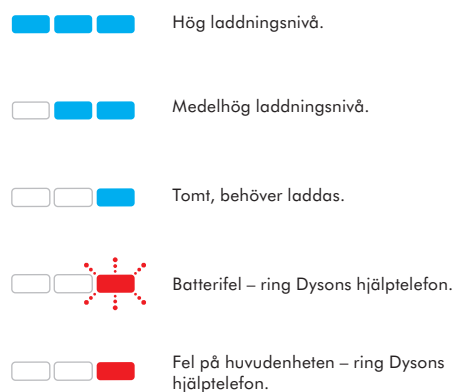 Hög laddningsnivå.
Medelhög laddningsnivå.
Tomt, behöver laddas.
Batterifel – ring Dysons hjälptelefon.
Fel på huvudenheten – ring Dysons
hjälptelefon.